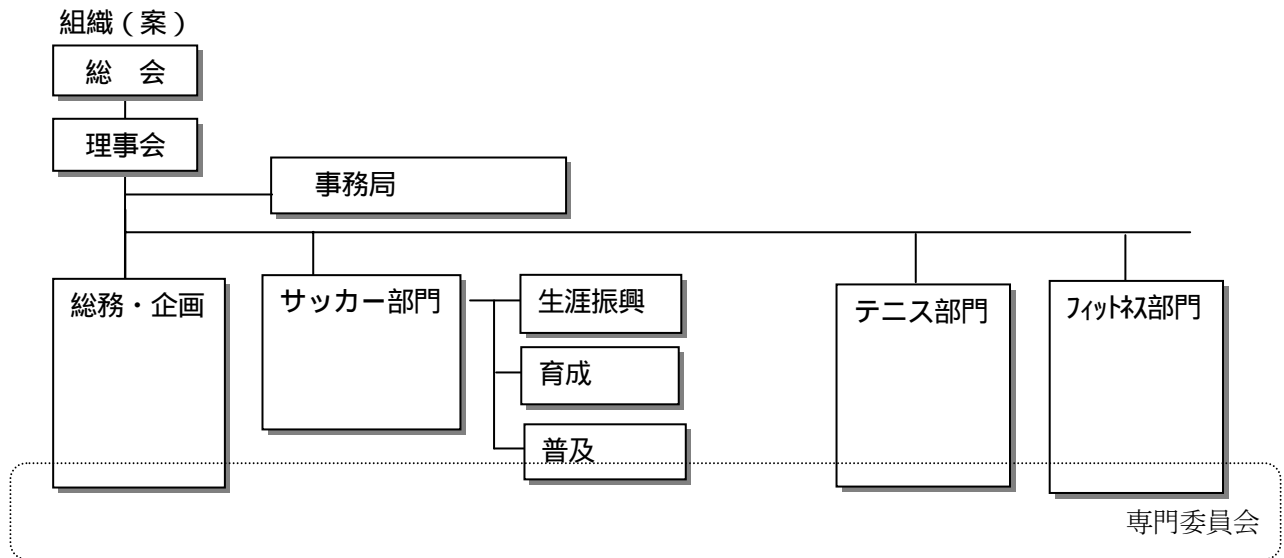 組織（案）
総　会
理事会
事務局
総務・企画
サッカー部門
生涯振興
育成
普及
テニス部門
ﾌｨｯﾄﾈｽ部門
専門委員会